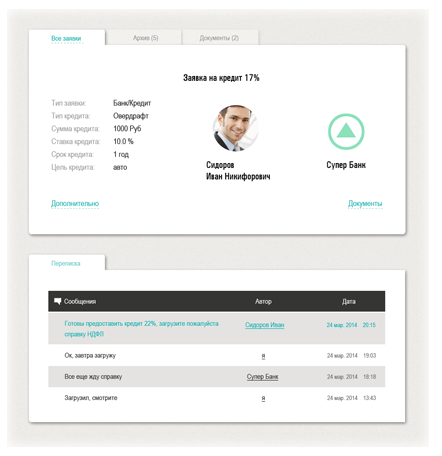 Все заявки
Архив (5)
Документы (2)
Заявка на кредит 17%
Тип заявки: Банк/Кредит
Тип кредита: Овердрафт
Сумма кредита: 1000 Руб
Ставка кредита: 10.0 %
Срок кредита: 1 год
Цель кредита: авто
Сидоров
Иван Никифорович
Супер Банк
Дополнительно
Документы
Переписка
Сообщения Автор Дата
Готовы предоставить кредит 22%, загрузите пожалуйста Сидоров Иван 24 мар. 2014 20:15
справку НДФЛ
Ок, завтра загружу я 24 мар. 2014 19:03
Все еще жду справку Супер Банк 24 мар. 2014 18:18
Загрузил, смотрите я 24 мар. 2014 13:43